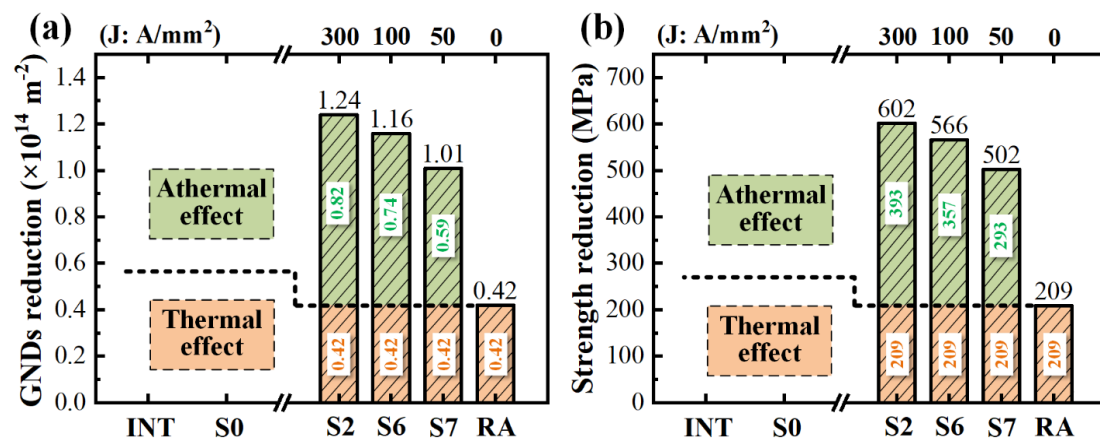 (a)
(J: A/mm²)
300 100 50 0
GNDs reduction (×10¹⁴ m⁻²)
1.4
1.2
1.0
0.8
0.6
0.4
0.2
0.0
1.24
1.16
1.01
0.42
Athermal
effect
0.82
0.74
0.59
Thermal
effect
0.42
0.42
0.42
0.42
INT S0 S2 S6 S7 RA
(b)
(J: A/mm²)
300 100 50 0
Strength reduction (MPa)
700
600
500
400
300
200
100
0
602
566
502
209
Athermal
effect
393
357
293
Thermal
effect
209
209
209
209
INT S0 S2 S6 S7 RA